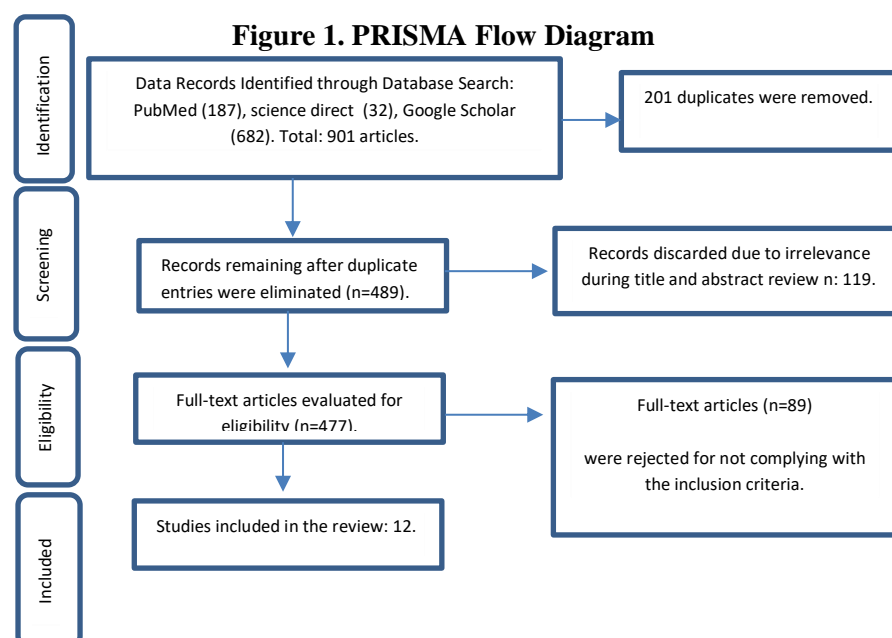 Figure 1. PRISMA Flow Diagram
Identification
Data Records Identified through Database Search:
PubMed (187), science direct (32), Google Scholar
(682). Total: 901 articles.
201 duplicates were removed.
Screening
Records remaining after duplicate
entries were eliminated (n=489).
Records discarded due to irrelevance
during title and abstract review n: 119.
Eligibility
Full-text articles evaluated for
eligibility (n=477).
Full-text articles (n=89)
were rejected for not complying with
the inclusion criteria.
Included
Studies included in the review: 12.